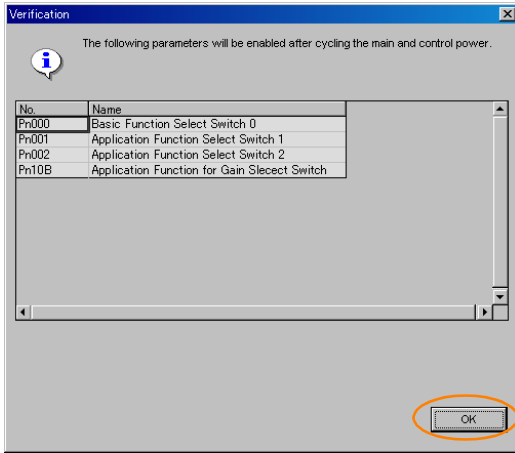 Verification
The following parameters will be enabled after cycling the main and control power.
No. Name
Pn000 Basic Function Select Switch 0
Pn001 Application Function Select Switch 1
Pn002 Application Function Select Switch 2
Pn10B Application Function for Gain Slecect Switch
OK